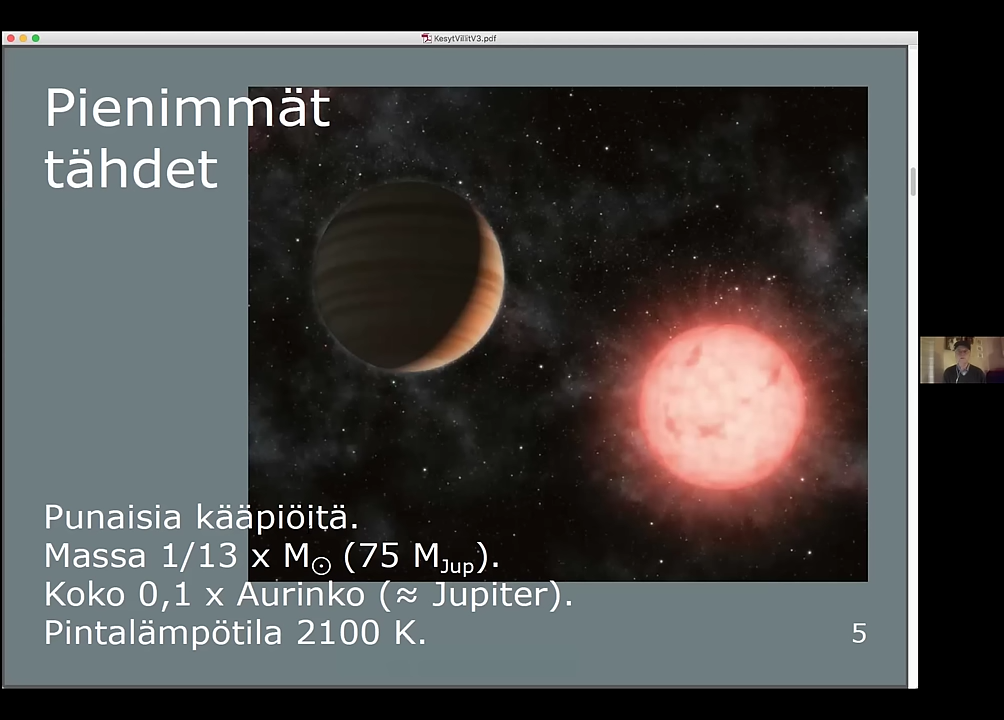 KesytVillitV3.pdf
Pienimmät
tähdet
Punaisia kääpiöitä.
Massa 1/13 x M☉ (75 MJup).
Koko 0,1 x Aurinko (≈ Jupiter).
Pintalämpötila 2100 K.
5